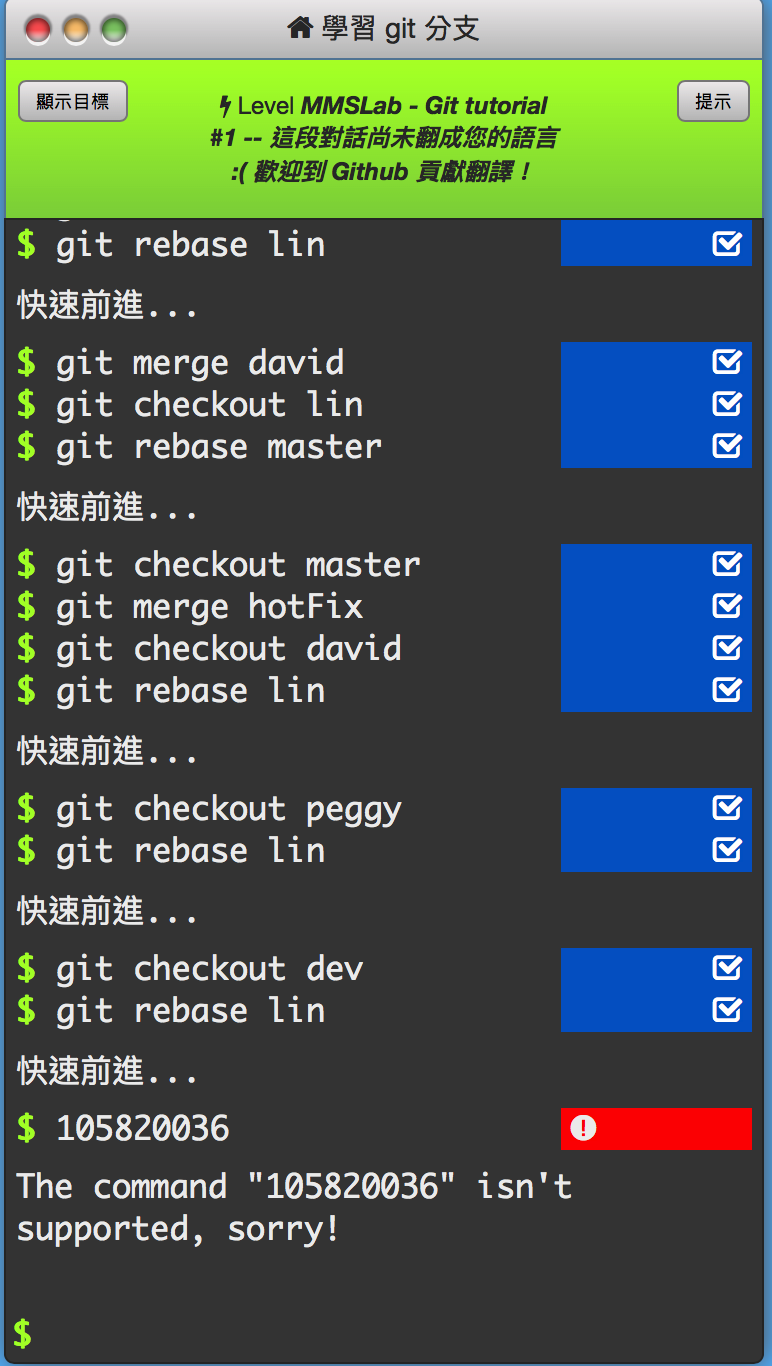 學習 git 分支
顯示目標
Level MMSLab - Git tutorial
#1 -- 這段對話尚未翻成您的語言
:( 歡迎到 Github 貢獻翻譯！
提示
$ git rebase lin
快速前進...
$ git merge david
$ git checkout lin
$ git rebase master
快速前進...
$ git checkout master
$ git merge hotFix
$ git checkout david
$ git rebase lin
快速前進...
$ git checkout peggy
$ git rebase lin
快速前進...
$ git checkout dev
$ git rebase lin
快速前進...
$ 105820036
The command "105820036" isn't
supported, sorry!
$